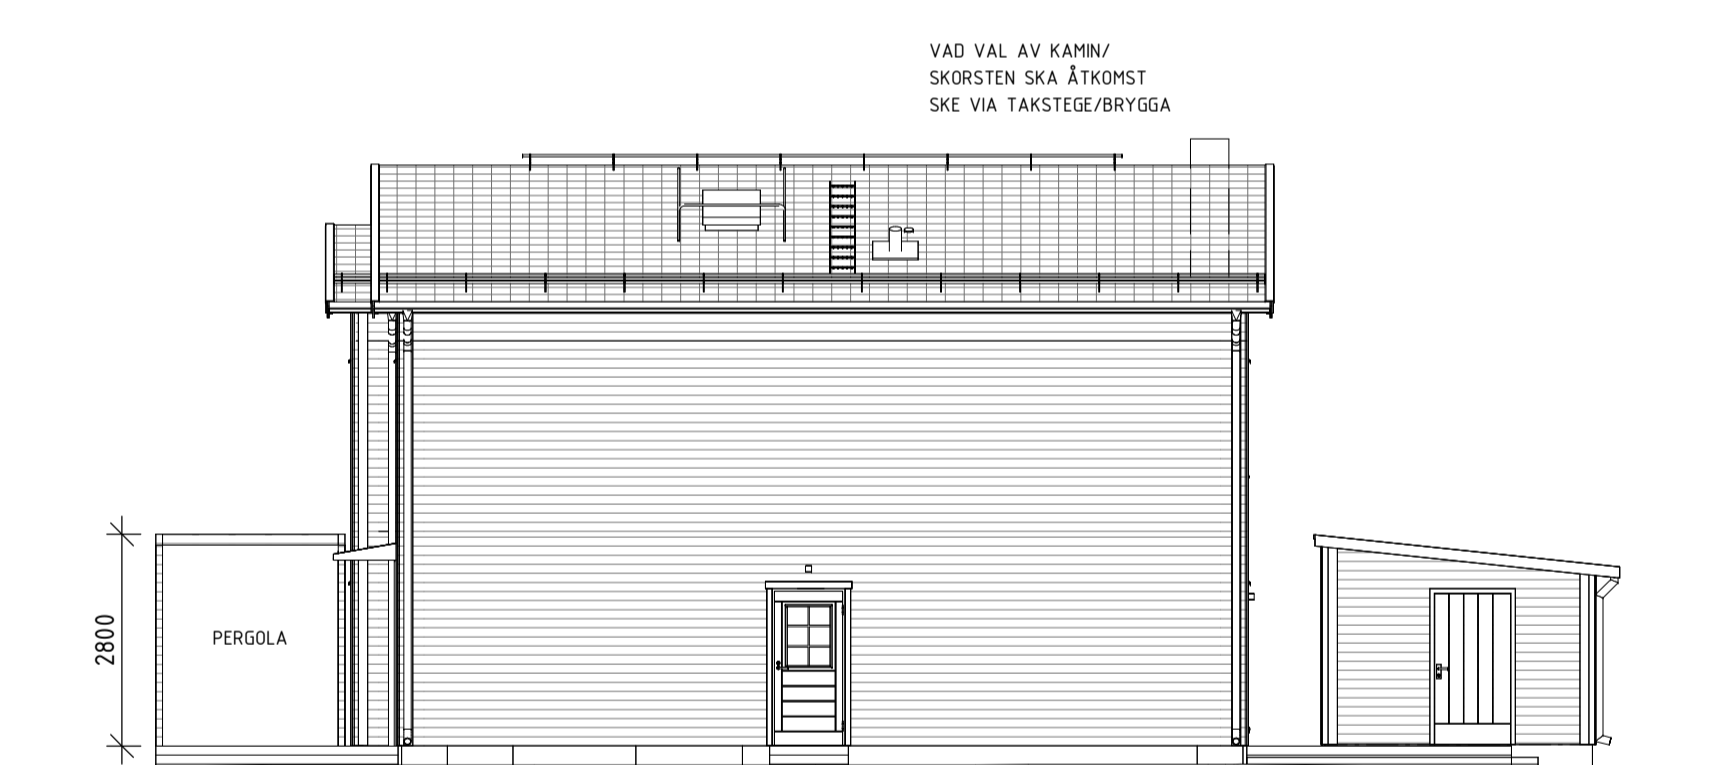 VAD VAL AV KAMIN/
SKORSTEN SKA ÅTKOMST
SKE VIA TAKSTEGE/BRYGGA
2800
PERGOLA